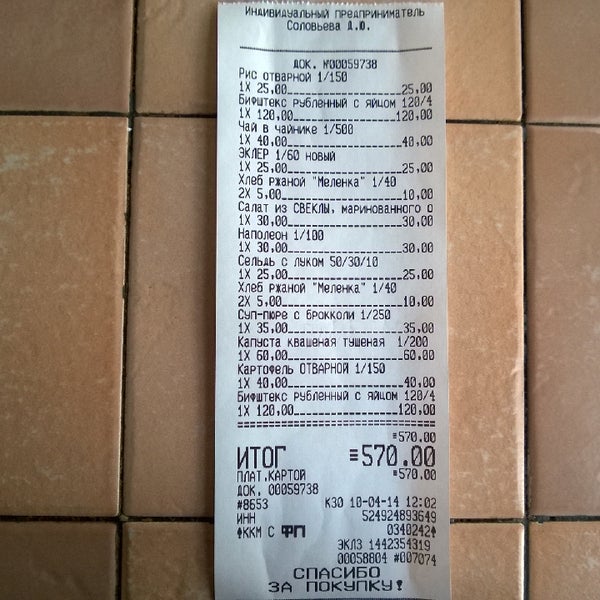 Индивидуальный предприниматель
Соловьева Д.Ю.
ДОК. №00059738
Рис отварной 1/150
1X 25,00 25,00
Бифштекс рубленный с яйцом 120/4
1X 120,00 120,00
Чай в чайнике 1/500
1X 40,00 40,00
ЭКЛЕР 1/60 новый
1X 25,00 25,00
Хлеб ржаной "Меленка" 1/40
2X 5,00 10,00
Салат из СВЕКЛЫ, маринованного о
1X 30,00 30,00
Наполеон 1/100
1X 30,00 30,00
Сельдь с луком 50/30/10
1X 25,00 25,00
Хлеб ржаной "Меленка" 1/40
2X 5,00 10,00
Суп-пюре с брокколи 1/250
1X 35,00 35,00
Капуста квашеная тушеная 1/200
1X 60,00 60,00
Картофель ОТВАРНОЙ 1/150
1X 40,00 40,00
Бифштекс рубленный с яйцом 120/4
1X 120,00 120,00
≡570.00
ИТОГ ≡570.00
ПЛАТ.КАРТОЙ ≡570.00
ДОК. 00059738
#8653 К30 10-04-14 12:02
ИНН 524924893649
ККМ С ФП 0340242
ЭКЛЗ 1442354319
00058804 #007074
СПАСИБО
ЗА ПОКУПКУ!